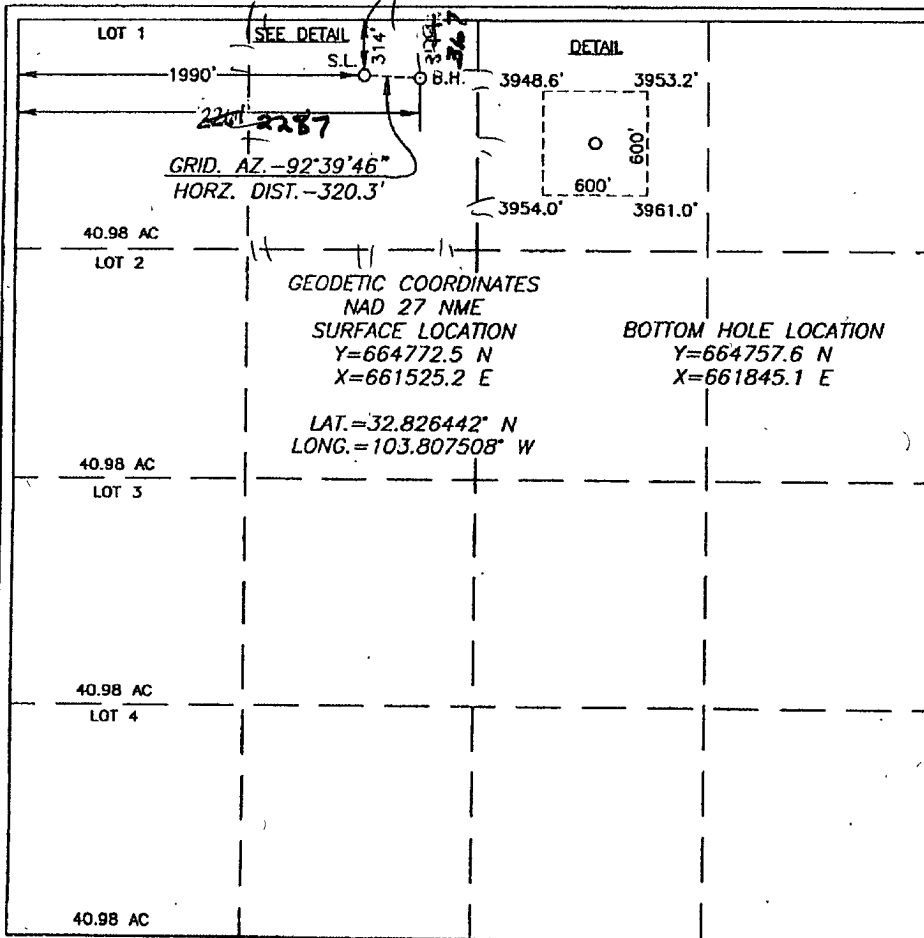 LOT 1
SEE DETAIL
S.L.
314'
367
B.H.
1990'
2287
GRID. AZ.-92°39'46"
HORZ. DIST.-320.3'
DETAIL
3948.6' 3953.2'
600'
600'
3954.0' 3961.0'
40.98 AC
LOT 2
GEODETIC COORDINATES
NAD 27 NME
SURFACE LOCATION
Y=664772.5 N
X=661525.2 E
LAT.=32.826442° N
LONG.=103.807508° W
BOTTOM HOLE LOCATION
Y=664757.6 N
X=661845.1 E
40.98 AC
LOT 3
40.98 AC
LOT 4
40.98 AC